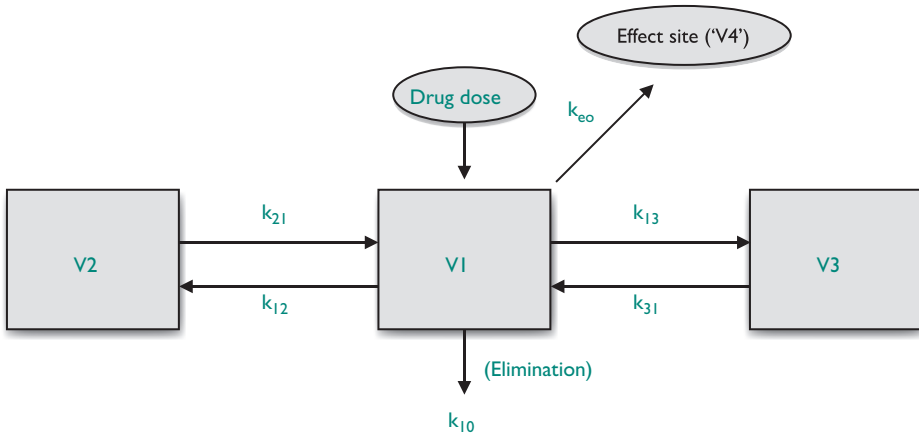 Effect site (‘V4’)
Drug dose
keo
k21
k13
V2
V1
V3
k12
k31
(Elimination)
k10